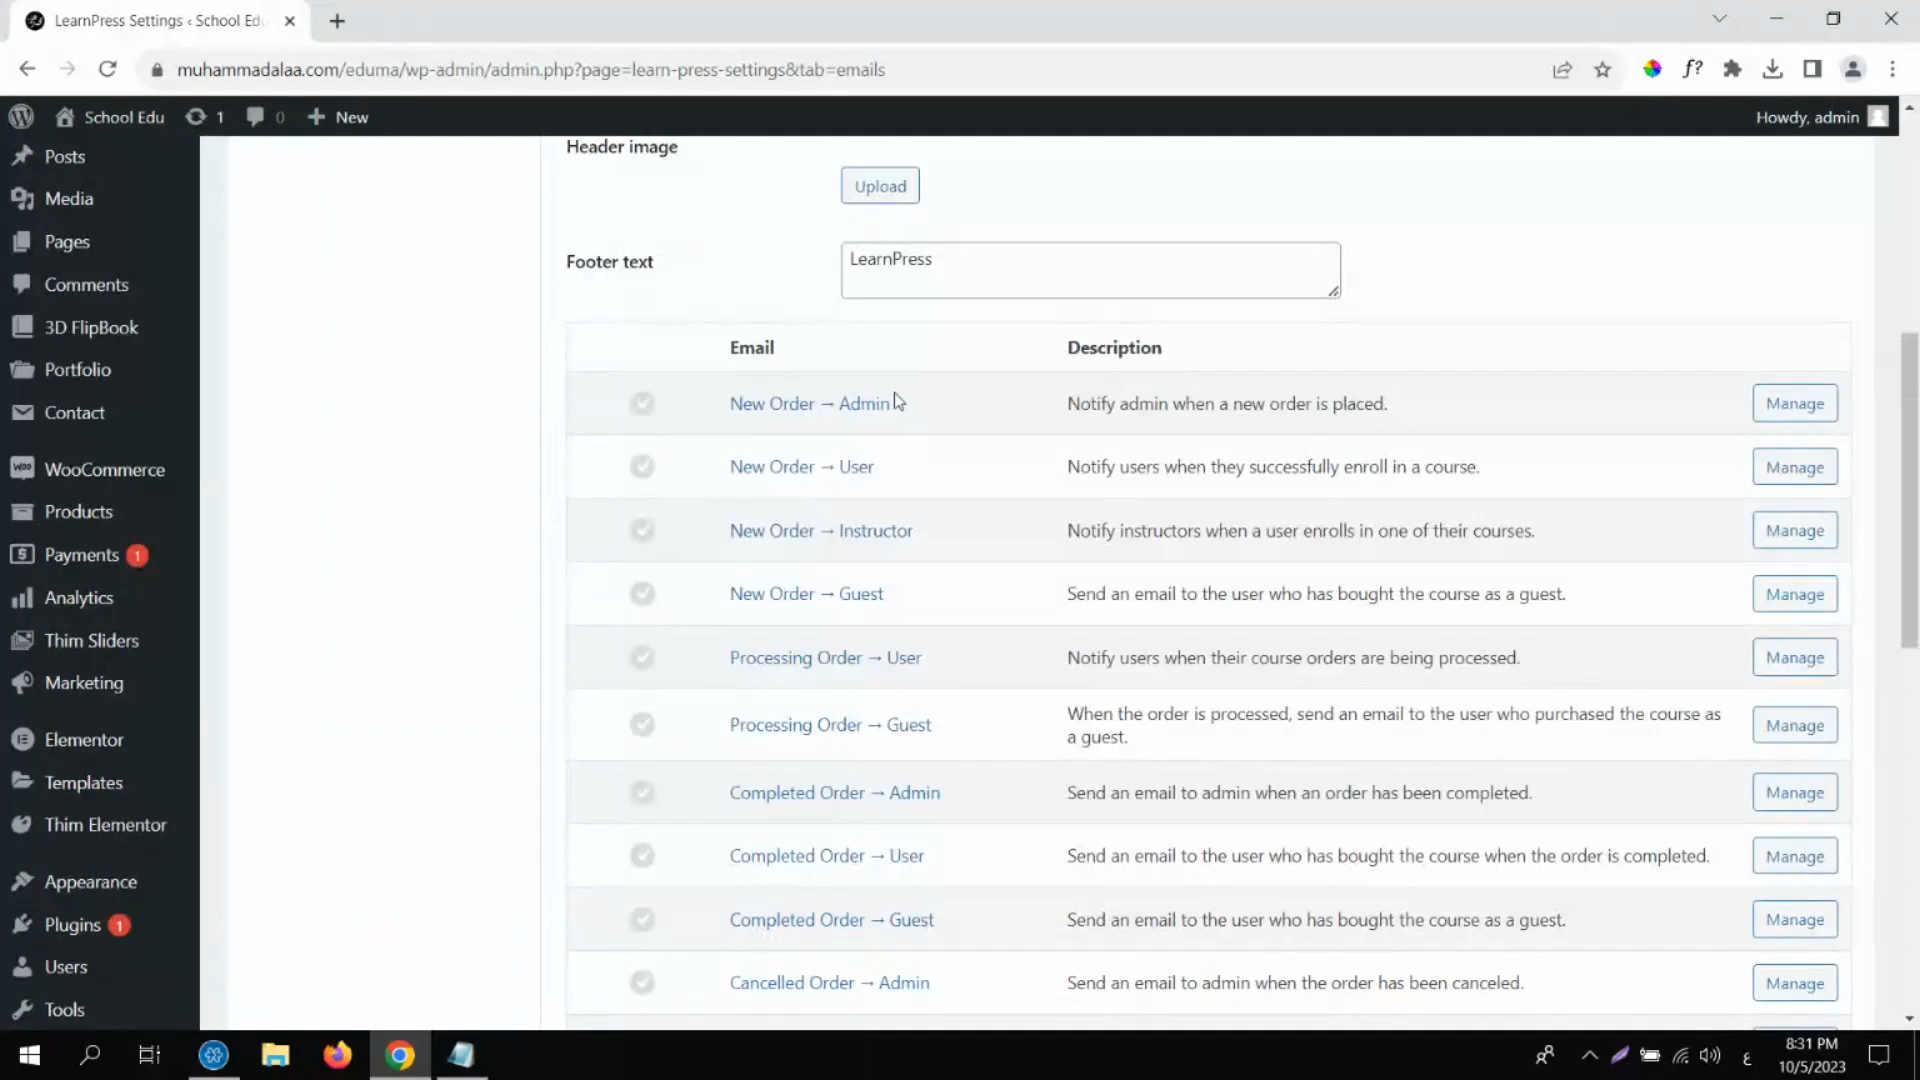 LearnPress Settings ‹ School Edu
muhammadalaa.com/eduma/wp-admin/admin.php?page=learn-press-settings&tab=emails
f?
School Edu
1
0
New
Howdy, admin
Posts
Media
Pages
Comments
3D FlipBook
Portfolio
Contact
WooCommerce
Products
Payments 1
Analytics
Thim Sliders
Marketing
Elementor
Templates
Thim Elementor
Appearance
Plugins 1
Users
Tools
Header image
Upload
Footer text
LearnPress
Email Description
New Order → Admin Notify admin when a new order is placed. Manage
New Order → User Notify users when they successfully enroll in a course. Manage
New Order → Instructor Notify instructors when a user enrolls in one of their courses. Manage
New Order → Guest Send an email to the user who has bought the course as a guest. Manage
Processing Order → User Notify users when their course orders are being processed. Manage
Processing Order → Guest When the order is processed, send an email to the user who purchased the course as
a guest. Manage
Completed Order → Admin Send an email to admin when an order has been completed. Manage
Completed Order → User Send an email to the user who has bought the course when the order is completed. Manage
Completed Order → Guest Send an email to the user who has bought the course as a guest. Manage
Cancelled Order → Admin Send an email to admin when the order has been canceled. Manage
ع
8:31 PM
10/5/2023